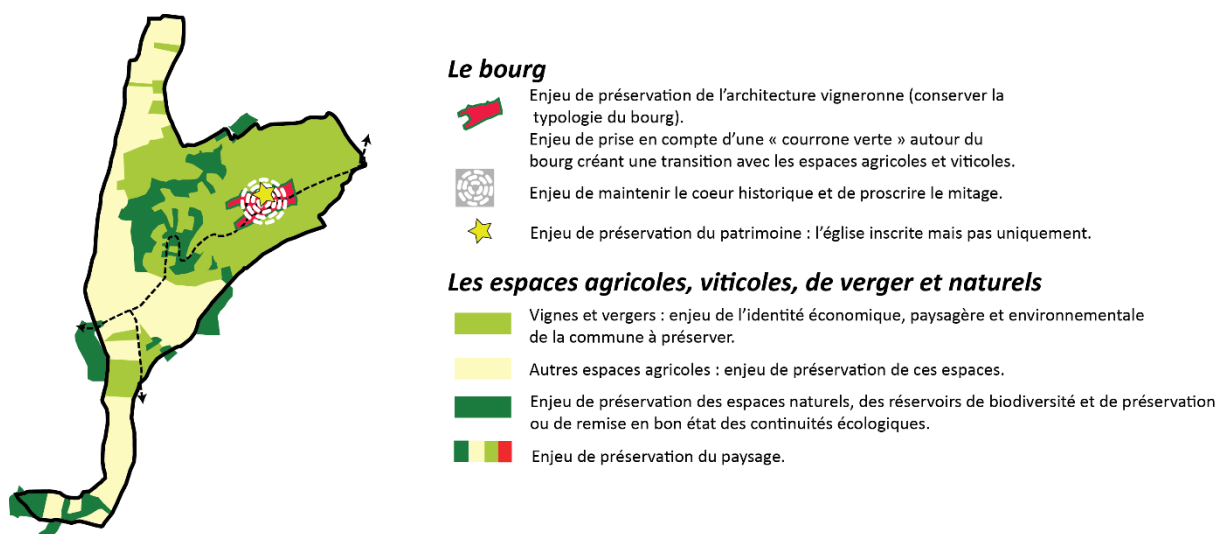 Le bourg
Enjeu de préservation de l'architecture vigneronne (conserver la
typologie du bourg).
Enjeu de prise en compte d'une « courrone verte » autour du
bourg créant une transition avec les espaces agricoles et viticoles.
Enjeu de maintenir le coeur historique et de proscrire le mitage.
Enjeu de préservation du patrimoine : l'église inscrite mais pas uniquement.
Les espaces agricoles, viticoles, de verger et naturels
Vignes et vergers : enjeu de l'identité économique, paysagère et environnementale
de la commune à préserver.
Autres espaces agricoles : enjeu de préservation de ces espaces.
Enjeu de préservation des espaces naturels, des réservoirs de biodiversité et de préservation
ou de remise en bon état des continuités écologiques.
Enjeu de préservation du paysage.